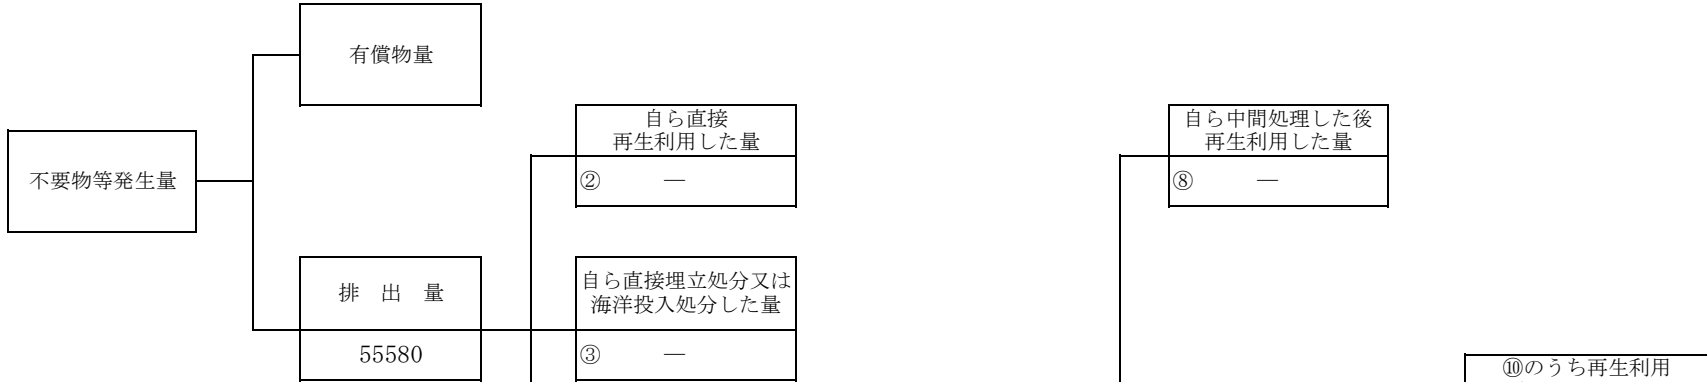 有償物量
自ら直接
再生利用した量
自ら中間処理した後
再生利用した量
不要物等発生量
② ―
⑧ ―
排 出 量
自ら直接埋立処分又は
海洋投入処分した量
55580
③ ―
⑩のうち再生利用